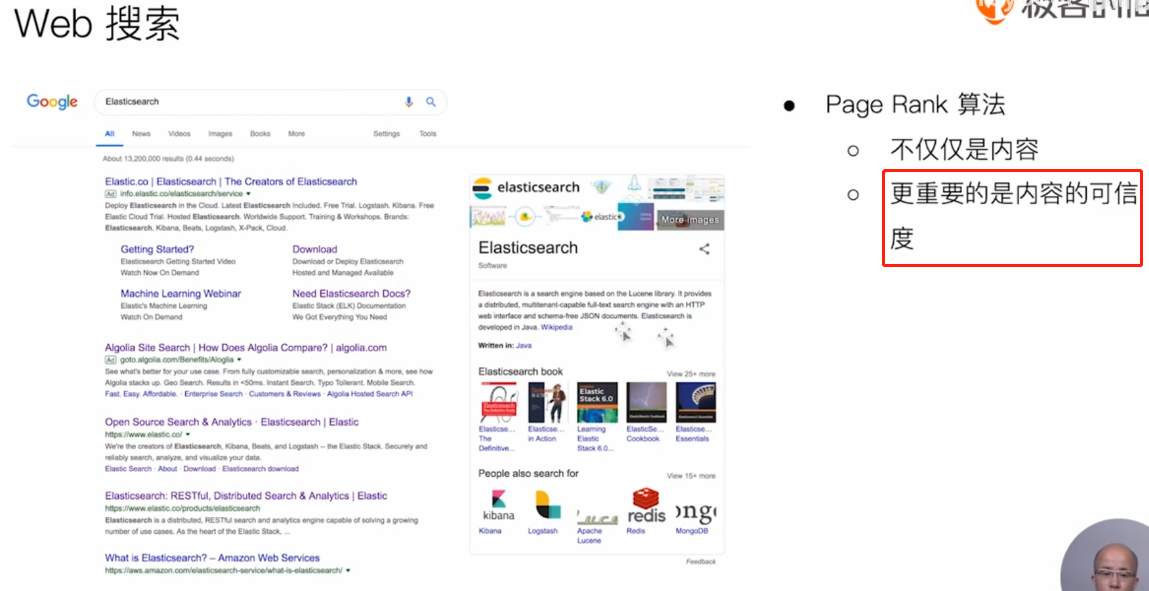 Web 搜索
Google
Elasticsearch
All News Videos Images Books More Settings Tools
About 13,200,000 results (0.44 seconds)
Elastic.co | Elasticsearch | The Creators of Elasticsearch
Ad info.elastic.co/elasticsearch/service
Deploy Elasticsearch in the Cloud. Latest Elasticsearch Included. Free Trial. Logstash. Kibana. Free
Elastic Cloud Trial. Hosted Elasticsearch. Worldwide Support. Training & Workshops. Brands:
Elasticsearch, Kibana, Beats, Logstash, X-Pack, Cloud.
Getting Started?
Elasticsearch Getting Started Video
Watch Now On Demand
Download
Download or Deploy Elasticsearch
Hosted and Managed Available
Machine Learning Webinar
Elastic's Machine Learning
Watch On Demand
Need Elasticsearch Docs?
Elastic Stack (ELK) Documentation
We Got Everything You Need
Algolia Site Search | How Does Algolia Compare? | algolia.com
Ad goto.algolia.com/Benefits/Aloglia
See what's better for your use case. From fully customizable search, personalization & more, see how
Algolia stacks up. Geo Search. Results in <50ms. Instant Search. Typo Tollerant. Mobile Search.
Fast. Easy. Affordable. · Enterprise Search · Customers & Reviews · Algolia Hosted Search API
Open Source Search & Analytics · Elasticsearch | Elastic
https://www.elastic.co/
We're the creators of Elasticsearch, Kibana, Beats, and Logstash -- the Elastic Stack. Securely and
reliably search, analyze, and visualize your data.
Elastic Search · About · Download · Elasticsearch download
Elasticsearch: RESTful, Distributed Search & Analytics | Elastic
https://www.elastic.co/products/elasticsearch
Elasticsearch is a distributed, RESTful search and analytics engine capable of solving a growing
number of use cases. As the heart of the Elastic Stack, ...
What is Elasticsearch? – Amazon Web Services
https://aws.amazon.com/elasticsearch-service/what-is-elasticsearch/
elasticsearch
elastic
More images
Elasticsearch
Software
Elasticsearch is a search engine based on the Lucene library. It provides
a distributed, multitenant-capable full-text search engine with an HTTP
web interface and schema-free JSON documents. Elasticsearch is
developed in Java. Wikipedia
Written in: Java
Elasticsearch book
View 25+ more
Elastic Stack 6.0
Elasticse... The Definitive...
Elasticse... in Action
Learning Elastic Stack 6.0...
ElasticSe... Cookbook
Elasticse... Essentials
People also search for
View 15+ more
kibana
redis
Kibana
Logstash
Apache Lucene
Redis
MongoDB
Feedback
Page Rank 算法
不仅仅是内容
更重要的是内容的可信
度